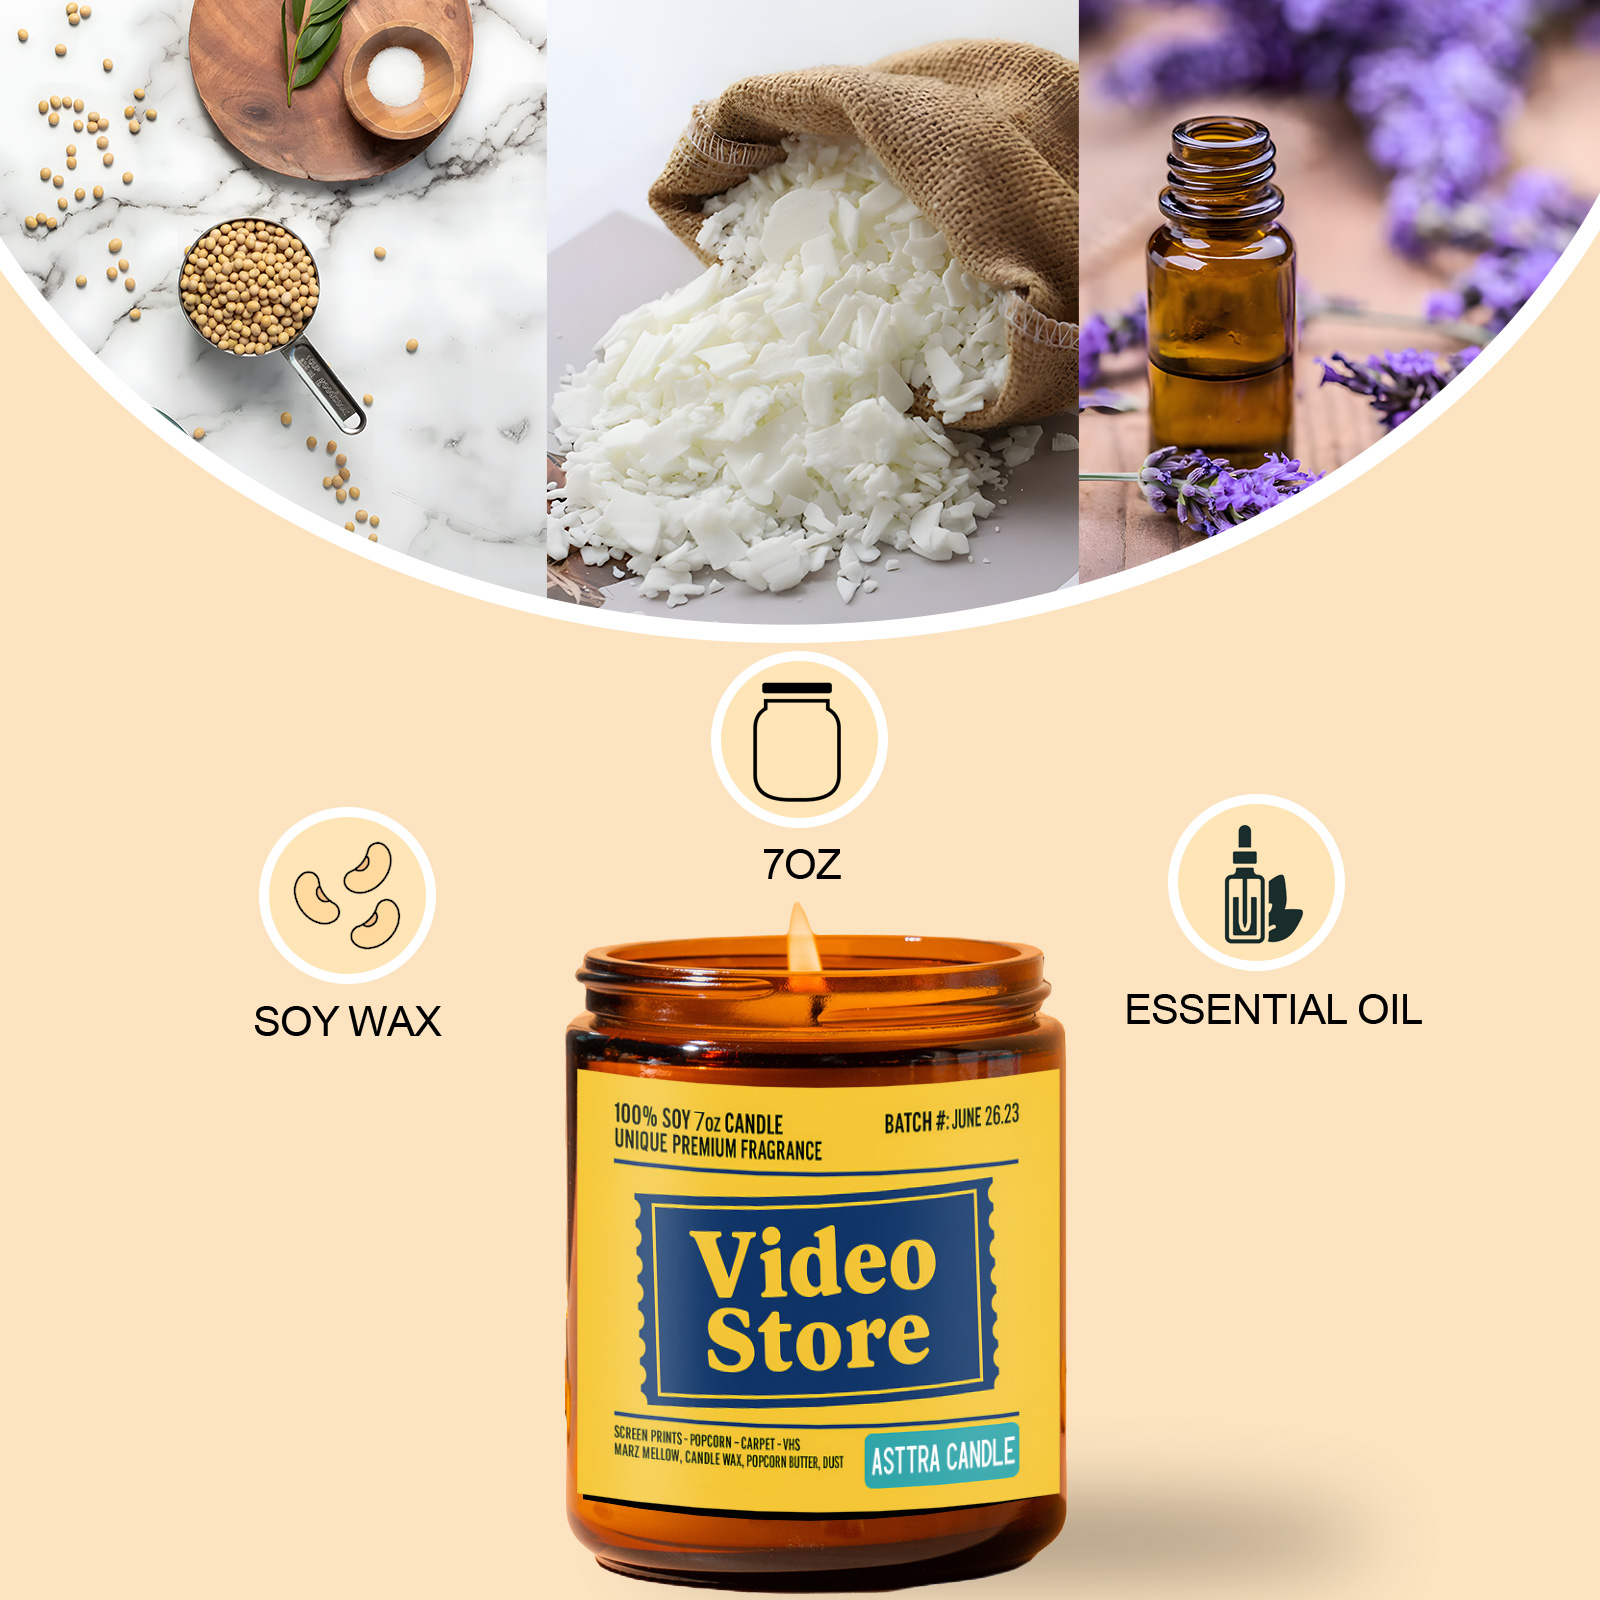 7OZ
SOY WAX
ESSENTIAL OIL
100% SOY 7oz CANDLE
UNIQUE PREMIUM FRAGRANCE
BATCH #: JUNE 26.23
Video
Store
SCREEN PRINTS - POPCORN - CARPET - VHS
MARZ MELLOW, CANDLE WAX, POPCORN BUTTER, DUST
ASTTRA CANDLE